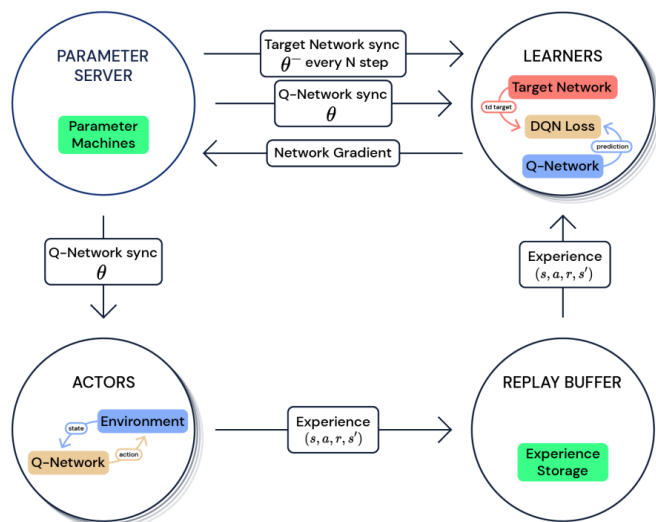 PARAMETER
SERVER
Parameter
Machines
Target Network sync
θ⁻ every N step
Q-Network sync
θ
Network Gradient
LEARNERS
Target Network
td target
DQN Loss
prediction
Q-Network
Q-Network sync
θ
Experience
(s, a, r, s′)
ACTORS
Environment
state
Q-Network
action
Experience
(s, a, r, s′)
REPLAY BUFFER
Experience
Storage